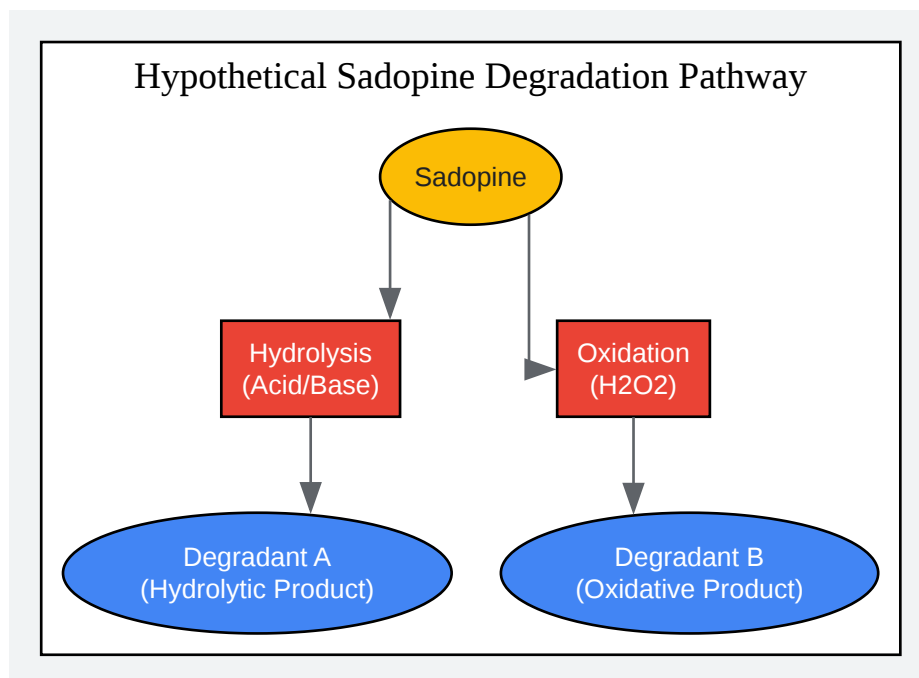 Hypothetical Sadopine Degradation Pathway
Sadopine
Hydrolysis
(Acid/Base)
Oxidation
(H2O2)
Degradant A
(Hydrolytic Product)
Degradant B
(Oxidative Product)